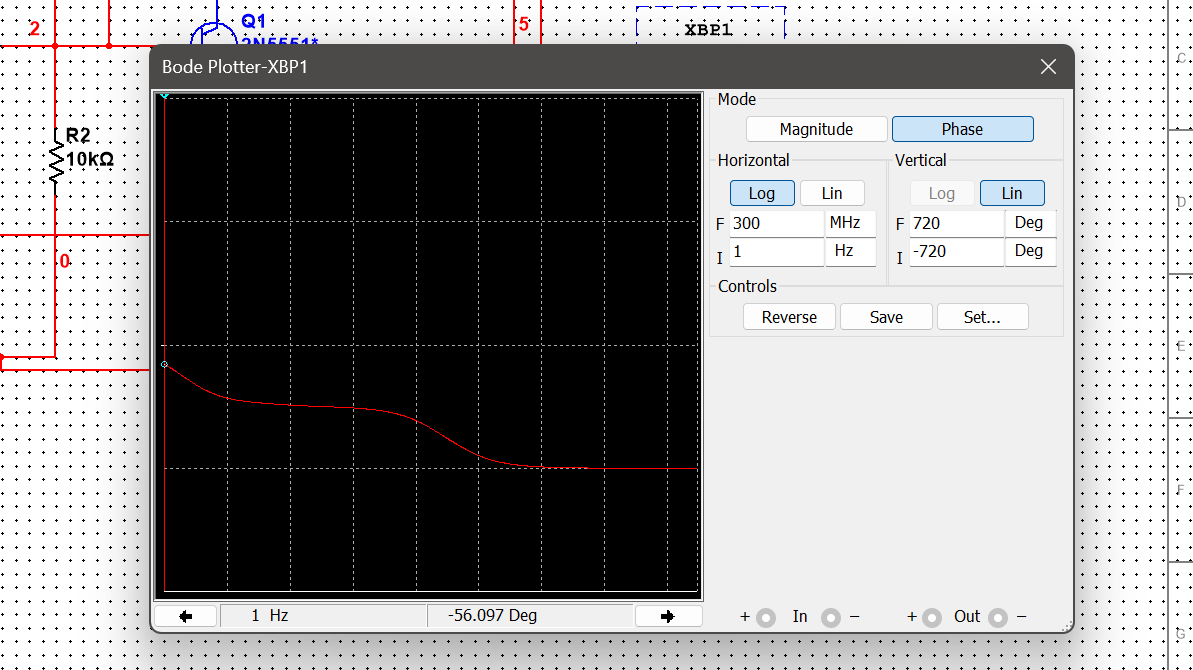 2
Q1
2N5551*
5
XBP1
Bode Plotter-XBP1
R2
10kΩ
0
Mode
Magnitude Phase
Horizontal Vertical
Log Lin Log Lin
F 300 MHz F 720 Deg
I 1 Hz I -720 Deg
Controls
Reverse Save Set...
1 Hz -56.097 Deg
+ In − + Out −
C
D
E
F
G